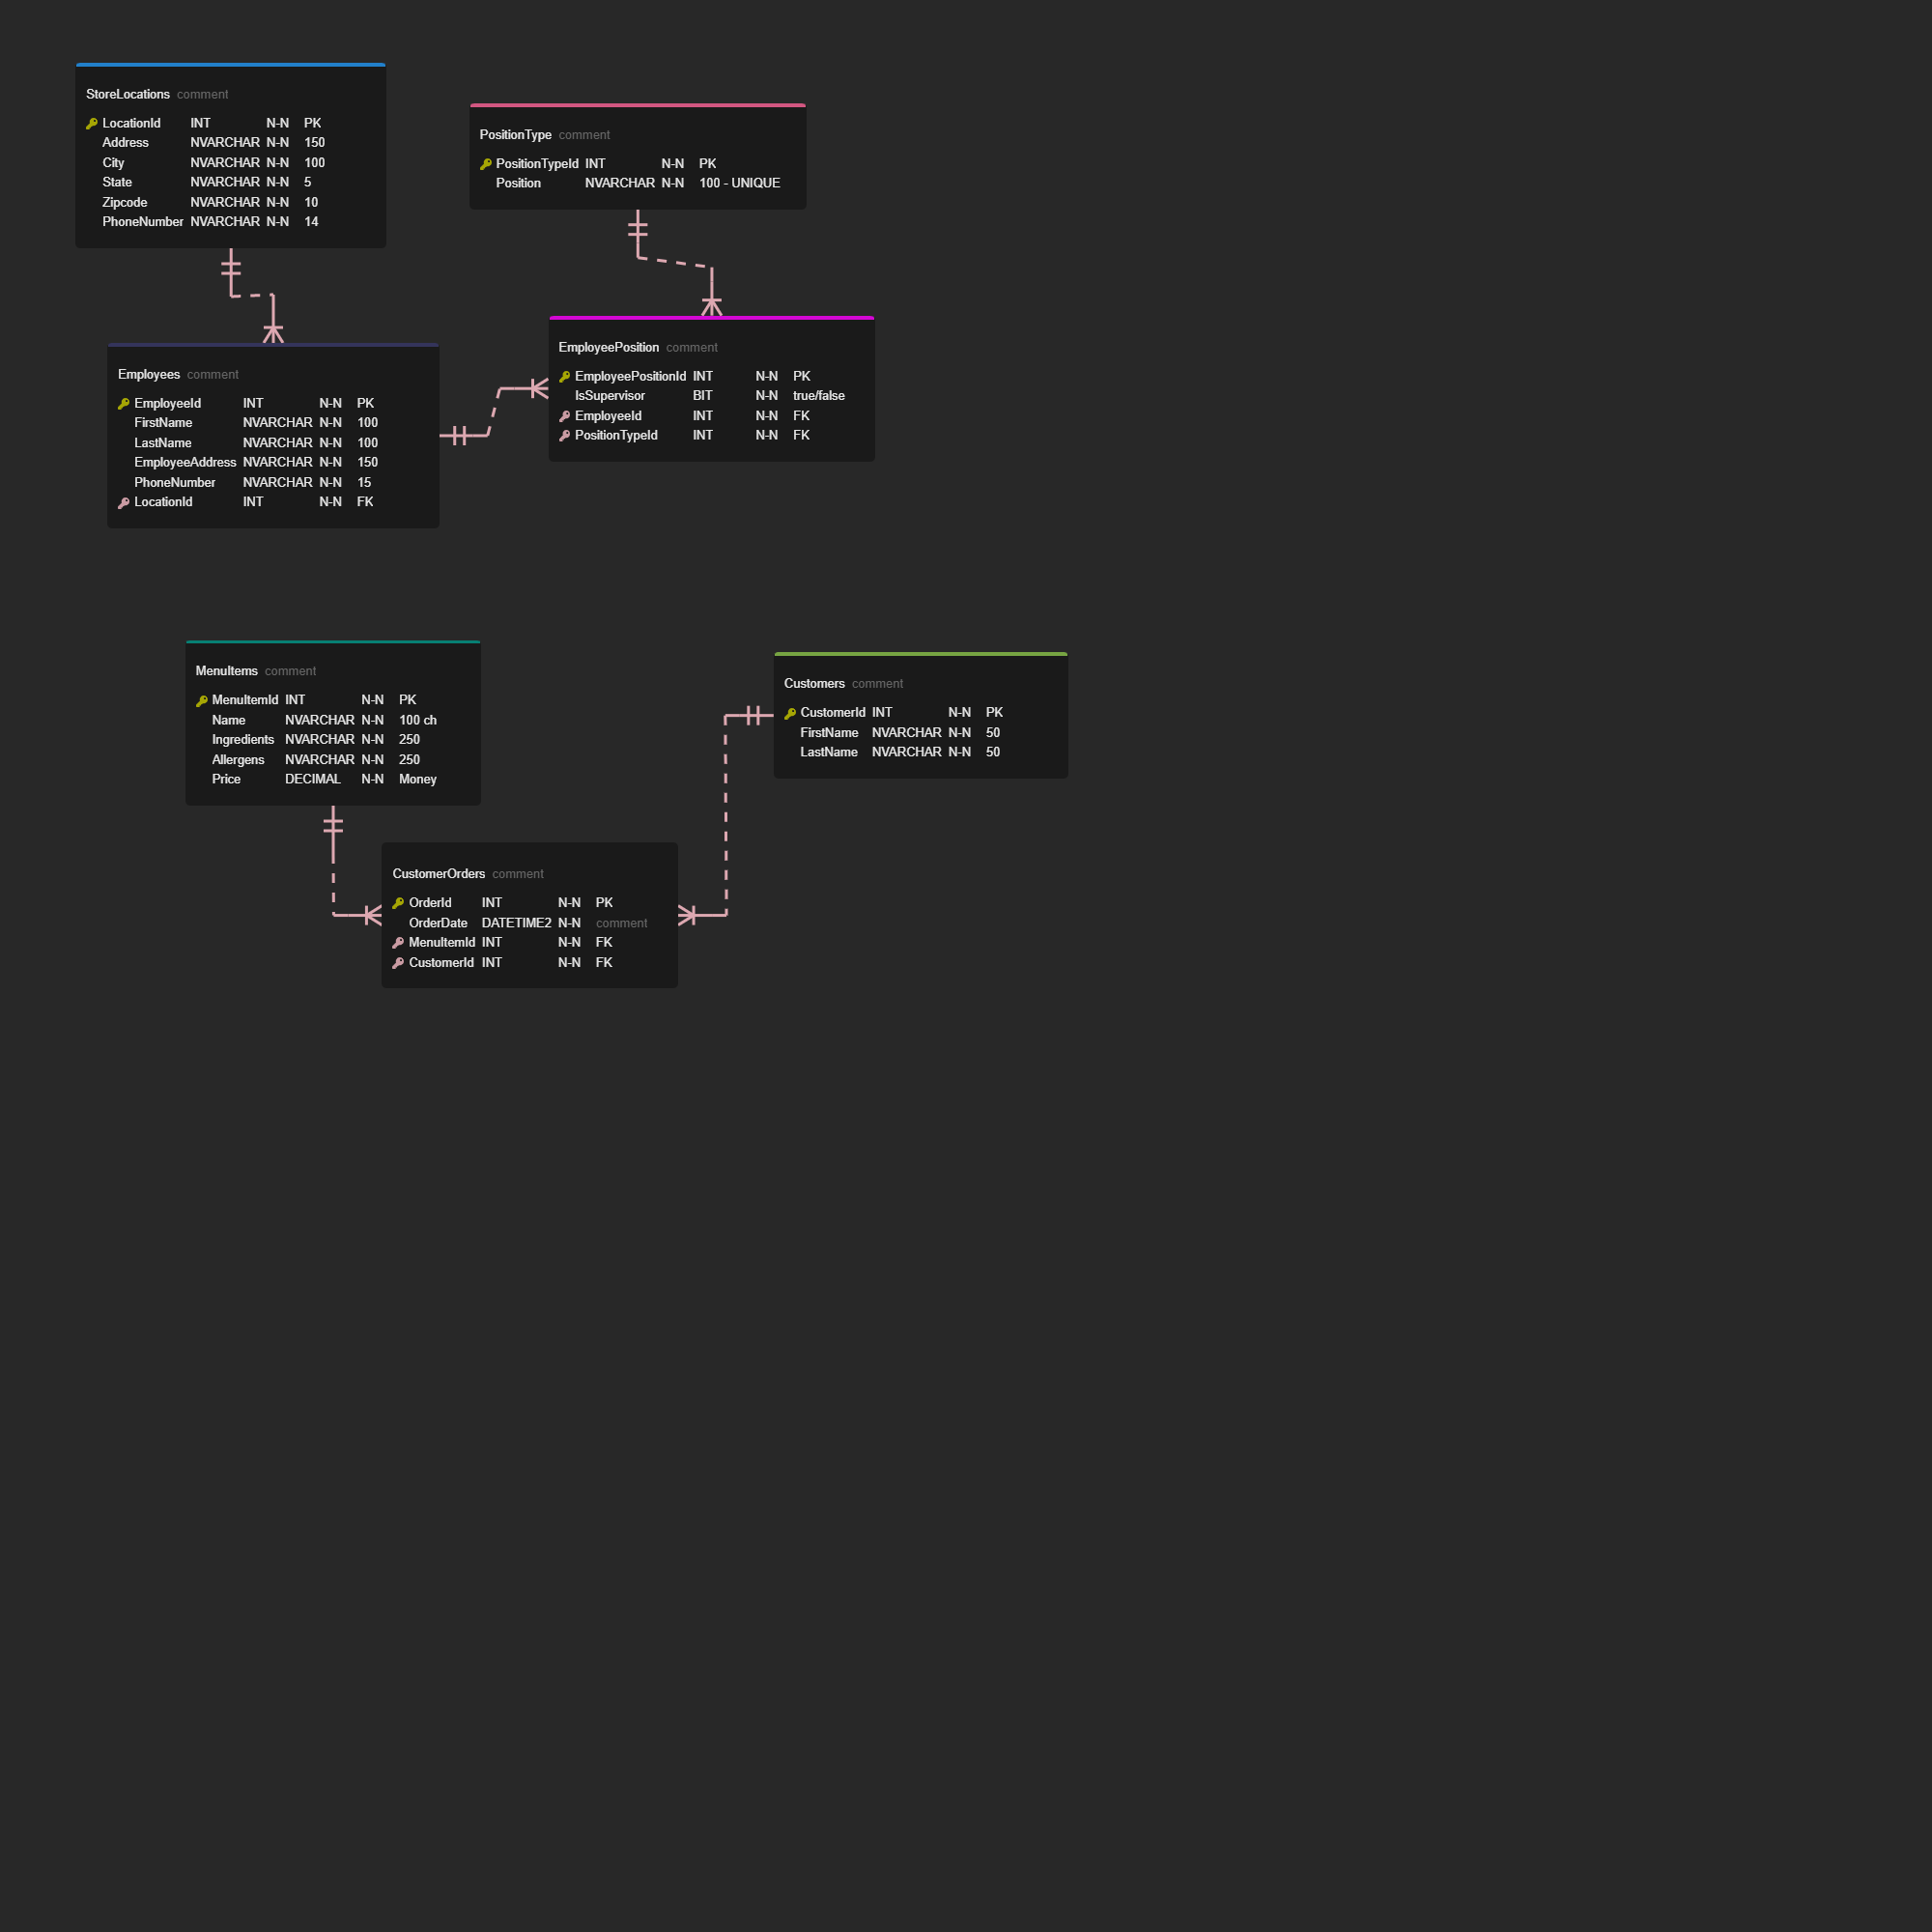 StoreLocations comment
LocationId INT N-N PK
Address NVARCHAR N-N 150
City NVARCHAR N-N 100
State NVARCHAR N-N 5
Zipcode NVARCHAR N-N 10
PhoneNumber NVARCHAR N-N 14
PositionType comment
PositionTypeId INT N-N PK
Position NVARCHAR N-N 100 - UNIQUE
Employees comment
EmployeeId INT N-N PK
FirstName NVARCHAR N-N 100
LastName NVARCHAR N-N 100
EmployeeAddress NVARCHAR N-N 150
PhoneNumber NVARCHAR N-N 15
LocationId INT N-N FK
EmployeePosition comment
EmployeePositionId INT N-N PK
IsSupervisor BIT N-N true/false
EmployeeId INT N-N FK
PositionTypeId INT N-N FK
MenuItems comment
MenuItemId INT N-N PK
Name NVARCHAR N-N 100 ch
Ingredients NVARCHAR N-N 250
Allergens NVARCHAR N-N 250
Price DECIMAL N-N Money
Customers comment
CustomerId INT N-N PK
FirstName NVARCHAR N-N 50
LastName NVARCHAR N-N 50
CustomerOrders comment
OrderId INT N-N PK
OrderDate DATETIME2 N-N comment
MenuItemId INT N-N FK
CustomerId INT N-N FK